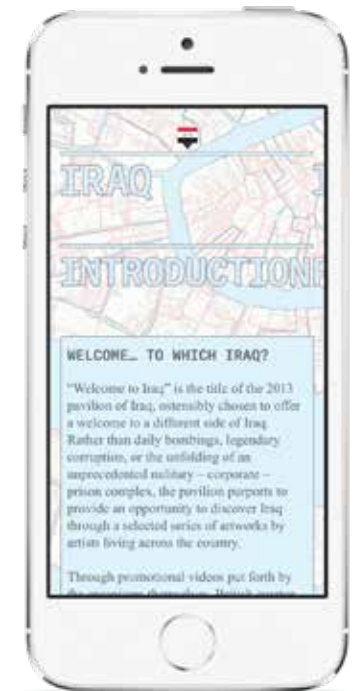 IRAQ
INTRODUCTION
WELCOME… TO WHICH IRAQ?
“Welcome to Iraq” is the title of the 2013
pavilion of Iraq, ostensibly chosen to offer
a welcome to a different side of Iraq.
Rather than daily bombings, legendary
corruption, or the unfolding of an
unprecedented military – corporate –
prison complex, the pavilion purports to
provide an opportunity to discover Iraq
through a selected series of artworks by
artists living across the country.
Through promotional videos put forth by